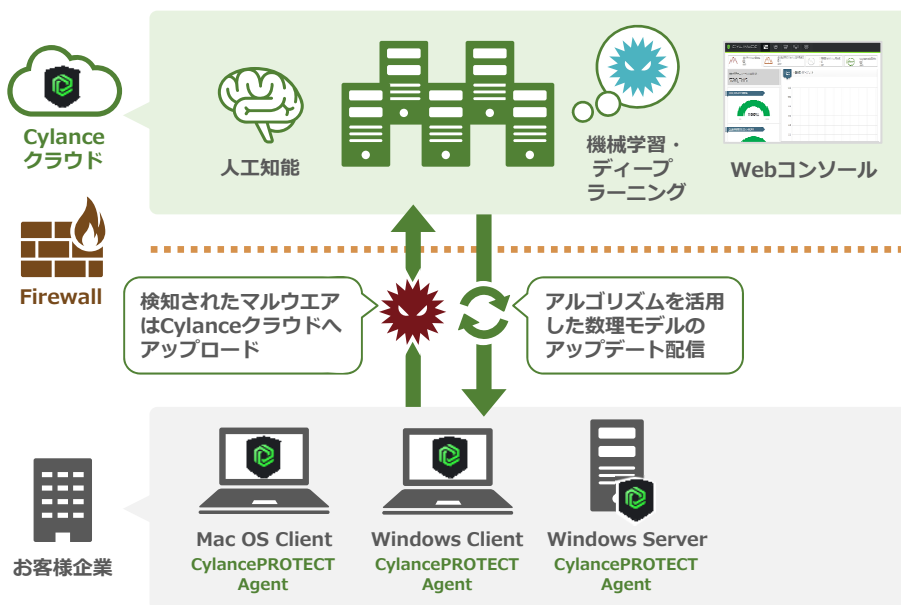 Cylance
クラウド
人工知能
機械学習・
ディープ
ラーニング
CYLANCE
100%
Webコンソール
Firewall
検知されたマルウエア
はCylanceクラウドへ
アップロード
アルゴリズムを活用
した数理モデルの
アップデート配信
お客様企業
Mac OS Client
CylancePROTECT
Agent
Windows Client
CylancePROTECT
Agent
Windows Server
CylancePROTECT
Agent